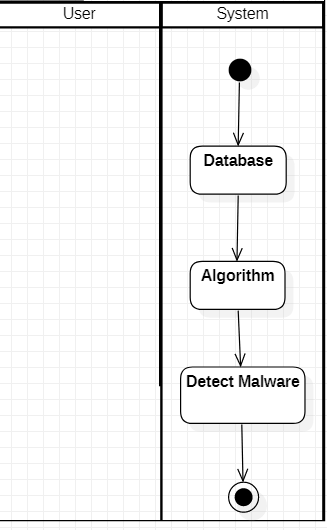 User
System
Database
Algorithm
Detect Malware